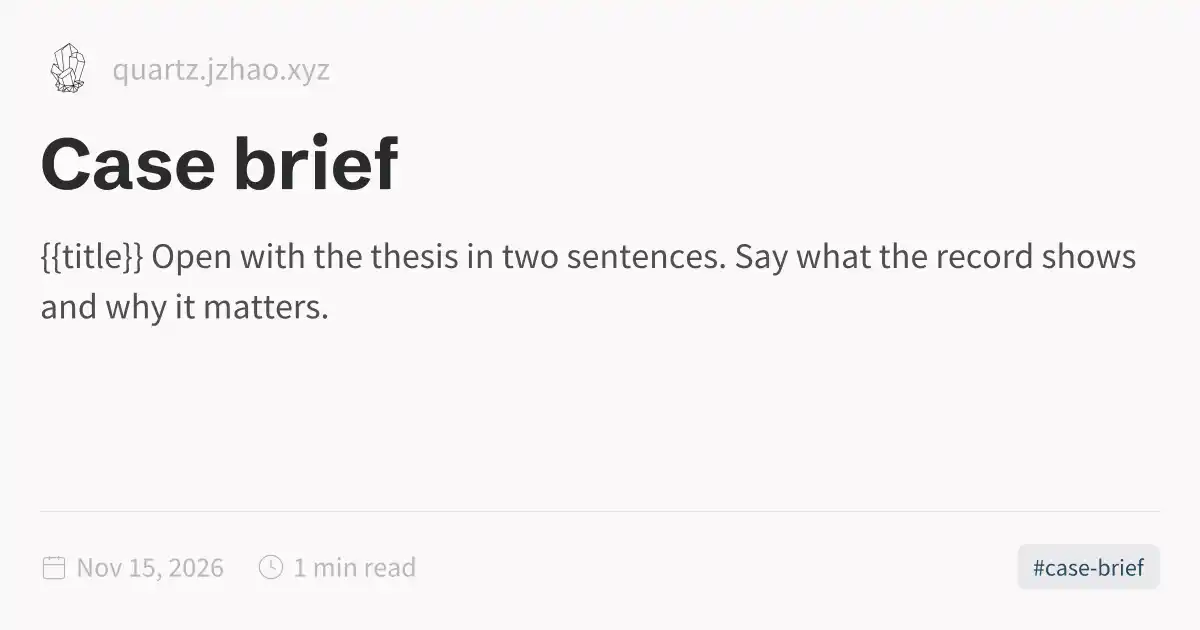 quartz.jzhao.xyz
Case brief
{{title}} Open with the thesis in two sentences. Say what the record shows
and why it matters.
Nov 15, 2026
1 min read
#case-brief